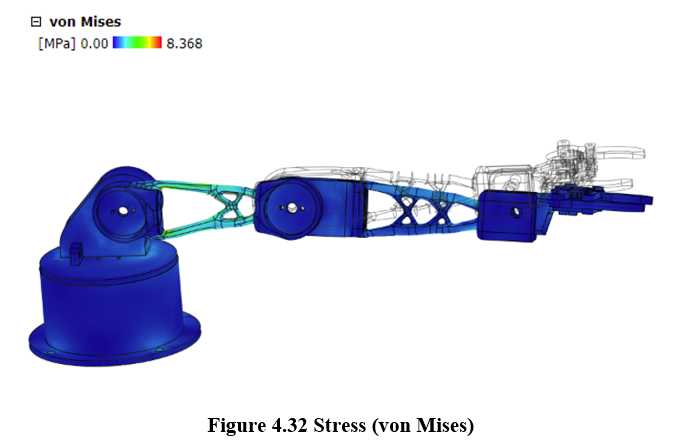 von Mises
[MPa] 0.00 8.368
Figure 4.32 Stress (von Mises)